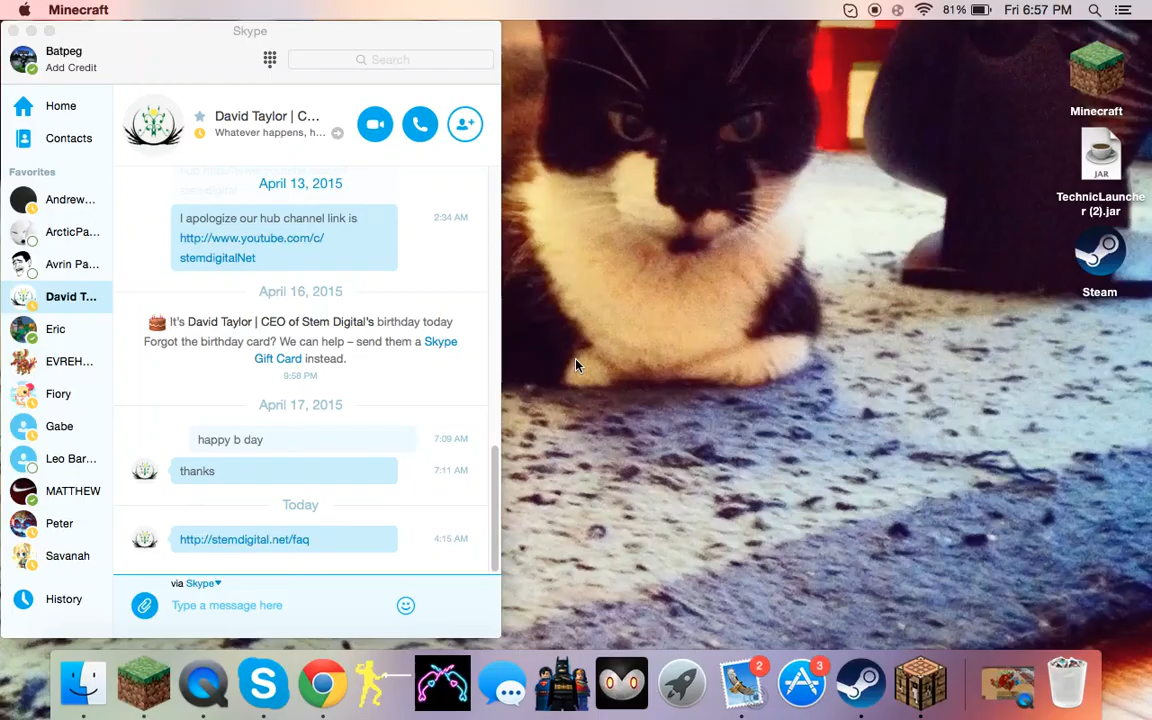 Minecraft
81% Fri 6:57 PM
Skype
Batpeg
Add Credit
Search
Home
Contacts
Favorites
Andrew...
ArcticPa...
Avrin Pa...
David T...
Eric
EVREH...
Fiory
Gabe
Leo Bar...
MATTHEW
Peter
Savanah
History
David Taylor | C...
Whatever happens, h...
April 13, 2015
I apologize our hub channel link is
http://www.youtube.com/c/
stemdigitalNet
2:34 AM
April 16, 2015
It's David Taylor | CEO of Stem Digital's birthday today
Forgot the birthday card? We can help – send them a Skype
Gift Card instead.
9:58 PM
April 17, 2015
happy b day
7:09 AM
thanks
7:11 AM
Today
http://stemdigital.net/faq
4:15 AM
via Skype
Type a message here
Minecraft
JAR
TechnicLaunche
r (2).jar
Steam
2
3